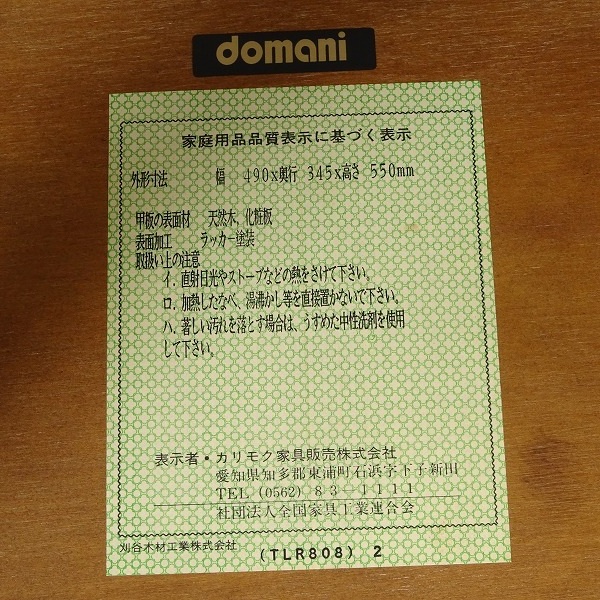 domani
家庭用品品質表示に基づく表示
外形寸法 幅 490x奥行 345x高さ 550mm
甲板の表面材 天然木、化粧板
表面加工 ラッカー塗装
取扱い上の注意
イ．直射日光やストーブなどの熱をさけて下さい。
ロ．加熱したなべ、湯沸かし等を直接置かないで下さい。
ハ．著しい汚れを落とす場合は、うすめた中性洗剤を使用
して下さい。
表示者・カリモク家具販売株式会社
愛知県知多郡東浦町石浜字下子新田
TEL (0562) 83-1111
社団法人全国家具工業連合会
刈谷木材工業株式会社
(TLR808) 2